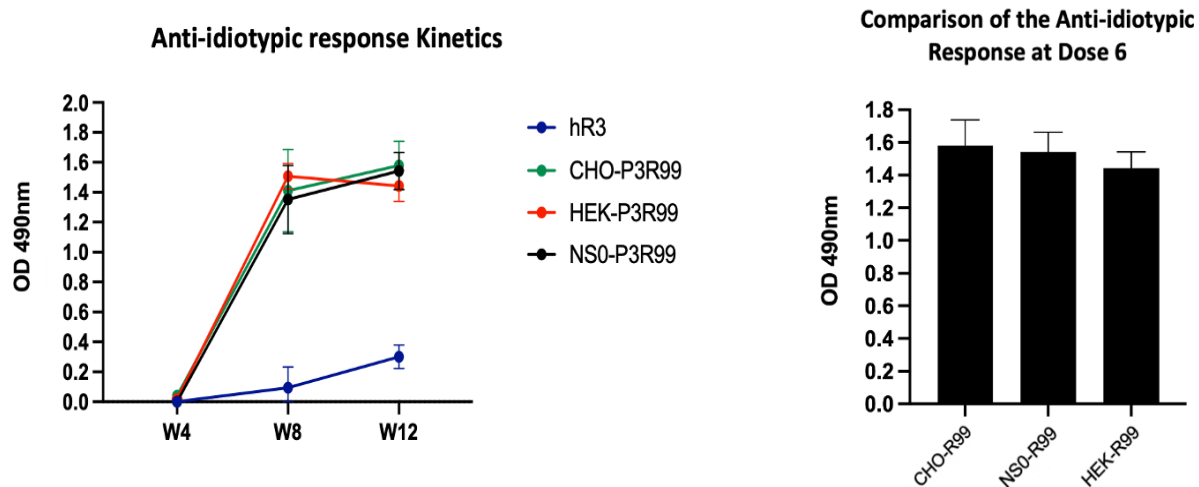 Anti-idiotypic response Kinetics
OD 490nm
2.0
1.8
1.6
1.4
1.2
1.0
0.8
0.6
0.4
0.2
0.0
W4 W8 W12
hR3
CHO-P3R99
HEK-P3R99
NS0-P3R99
Comparison of the Anti-idiotypic
Response at Dose 6
OD 490nm
1.8
1.6
1.4
1.2
1.0
0.8
0.6
0.4
0.2
0.0
CHO-R99 NS0-R99 HEK-R99